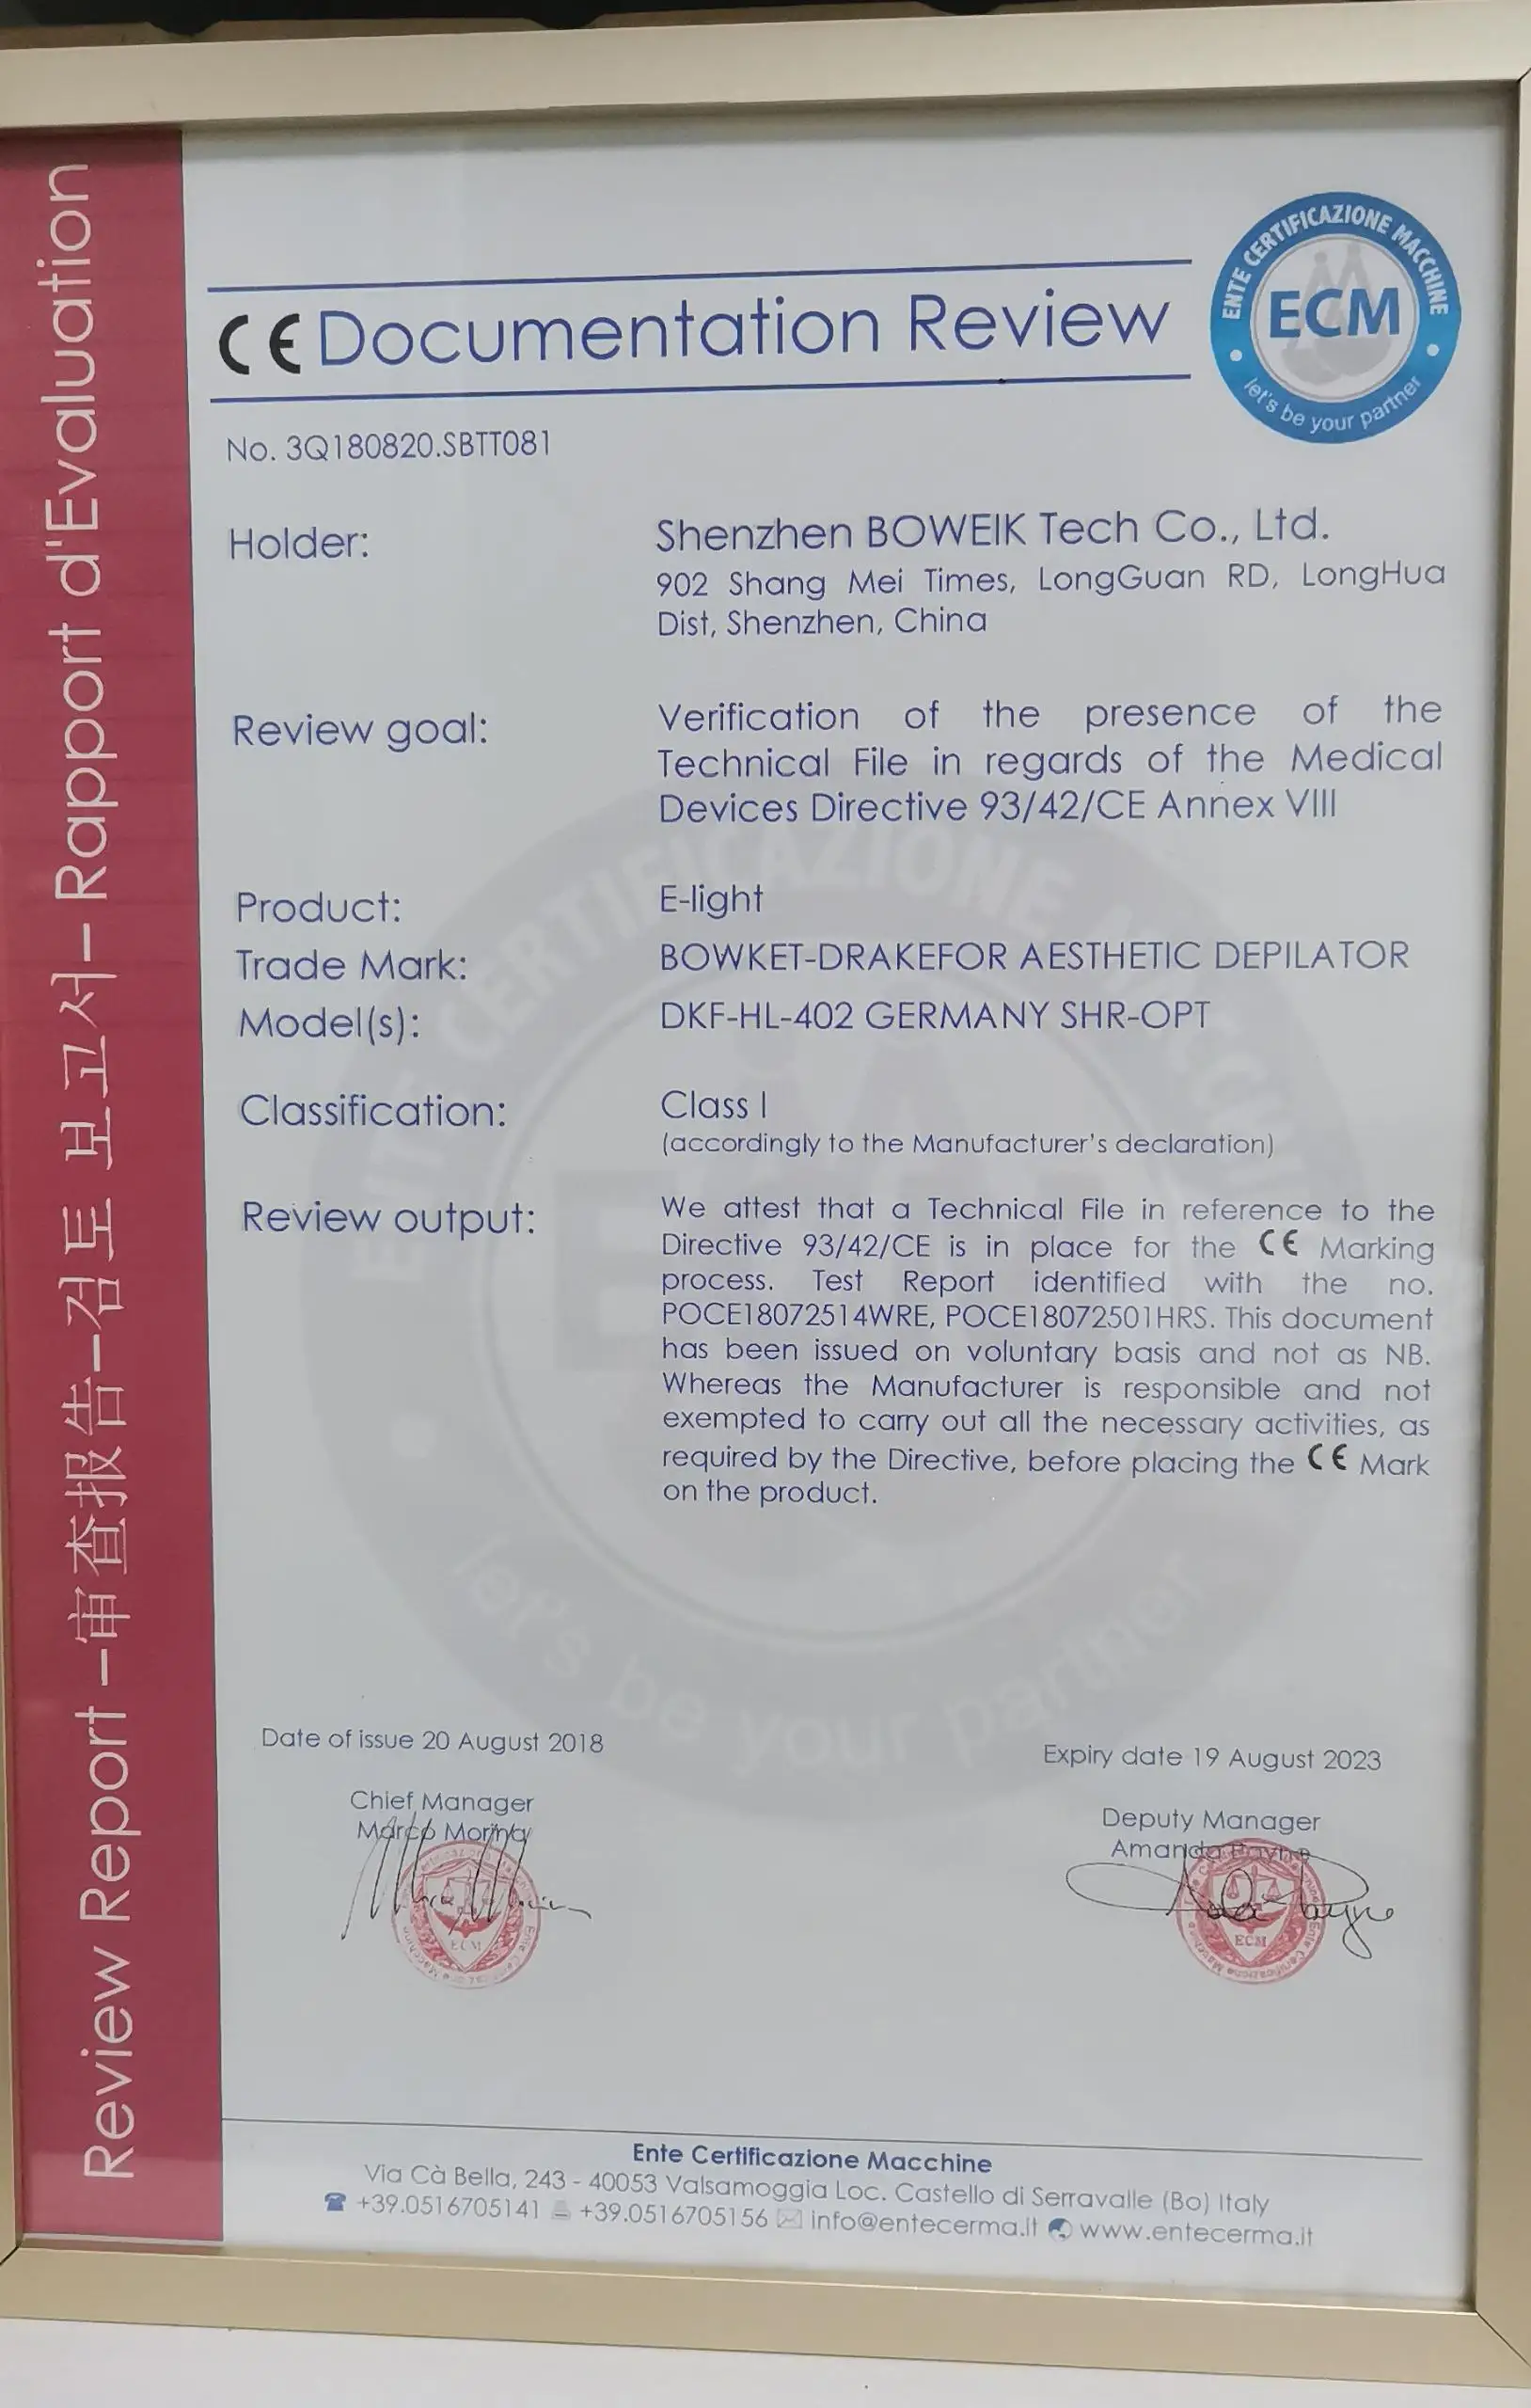 Review Report –审查报告–검토 보고서– Rapport d'Evaluation
CE Documentation Review
ENTE CERTIFICAZIONE MACCHINE
ECM
let's be your partner
No. 3Q180820.SBTT081
Holder: Shenzhen BOWEIK Tech Co., Ltd.
902 Shang Mei Times, LongGuan RD, LongHua
Dist, Shenzhen, China
Review goal: Verification of the presence of the
Technical File in regards of the Medical
Devices Directive 93/42/CE Annex VIII
Product: E-light
Trade Mark: BOWKET-DRAKEFOR AESTHETIC DEPILATOR
Model(s): DKF-HL-402 GERMANY SHR-OPT
Classification: Class I
(accordingly to the Manufacturer's declaration)
Review output: We attest that a Technical File in reference to the
Directive 93/42/CE is in place for the CE Marking
process. Test Report identified with the no.
POCE18072514WRE, POCE18072501HRS. This document
has been issued on voluntary basis and not as NB.
Whereas the Manufacturer is responsible and not
exempted to carry out all the necessary activities, as
required by the Directive, before placing the CE Mark
on the product.
Date of issue 20 August 2018
Expiry date 19 August 2023
Chief Manager
Marco Morina
Deputy Manager
Amanda Payne
ECM
ECM
Ente Certificazione Macchine
Via Cà Bella, 243 - 40053 Valsamoggia Loc. Castello di Serravalle (Bo) Italy
+39.0516705141 +39.0516705156 info@entecerma.it www.entecerma.it